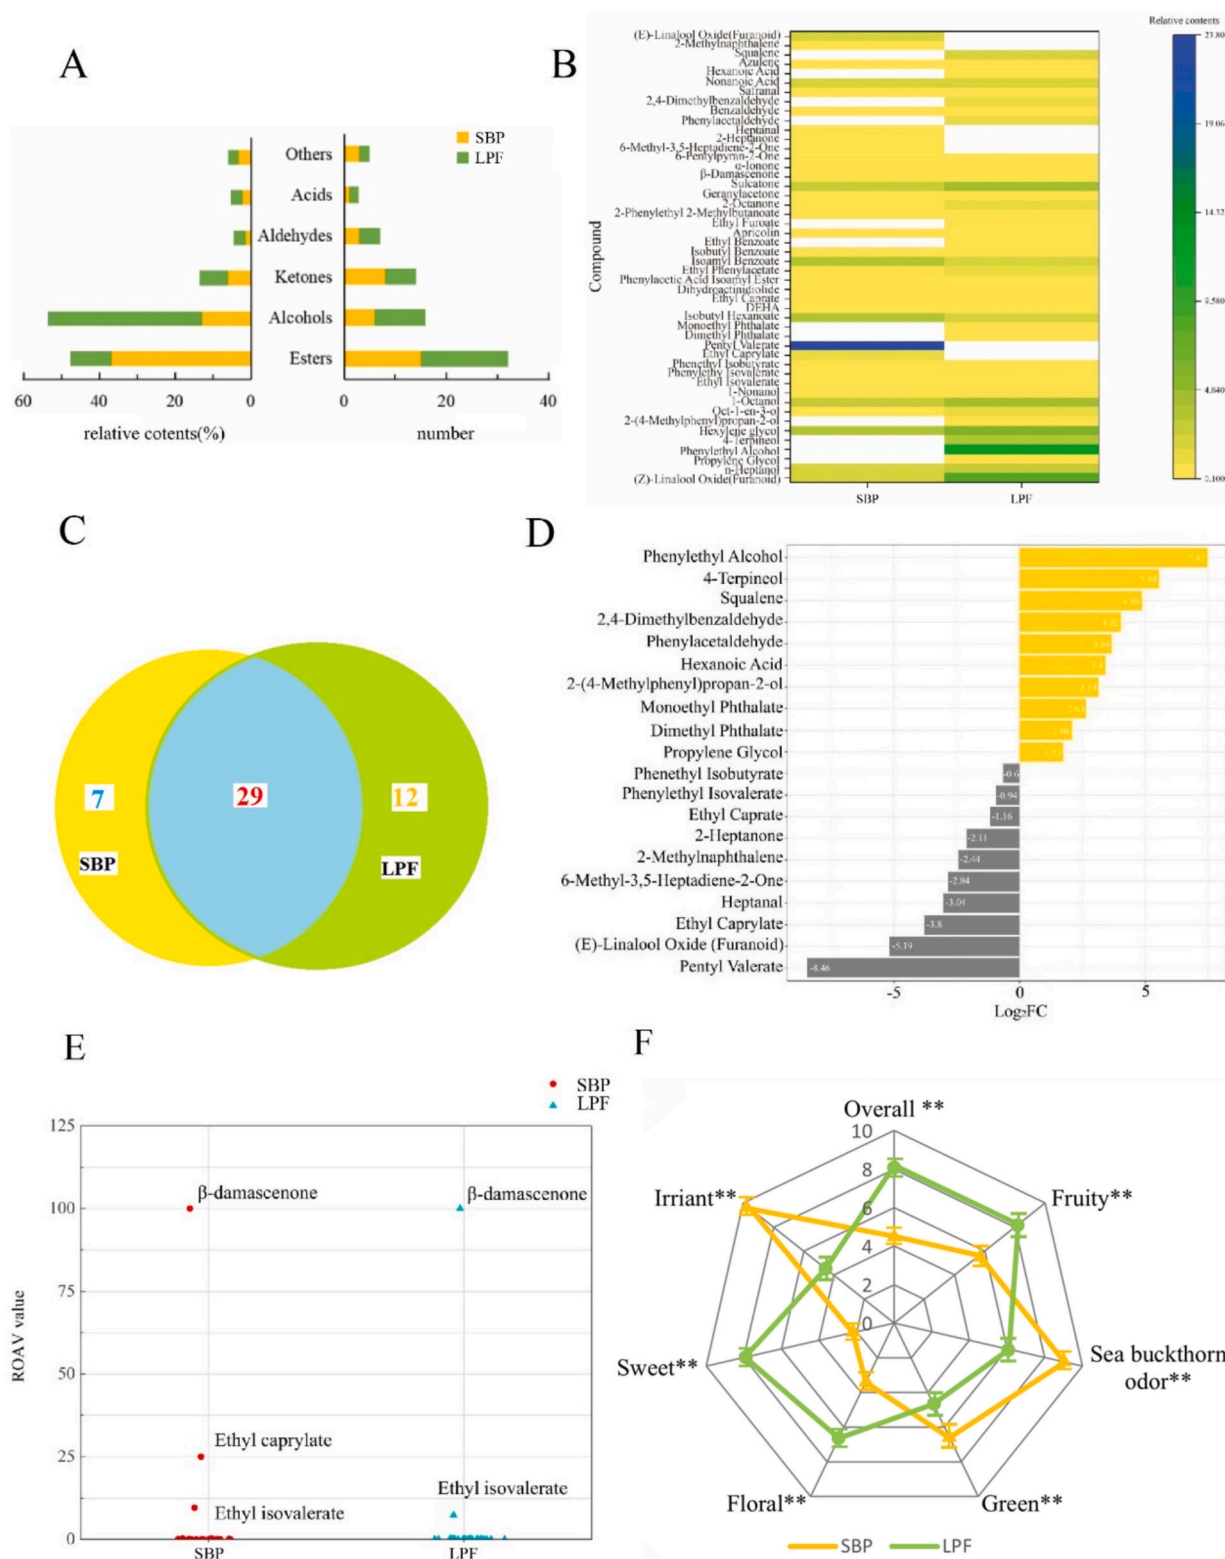 A
SBP
LPF
Others
Acids
Aldehydes
Ketones
Alcohols
Esters
60 40 20 0
0 20 40
relative cotents(%)
number
B
Relative contents
Compound
(E)-Linalool Oxide(Furanoid)
2-Methylnaphthalene
Squalene
Azulene
Hexanoic Acid
Nonanoic Acid
Safranal
2,4-Dimethylbenzaldehyde
Benzaldehyde
Phenylacetaldehyde
Heptanal
2-Heptanone
6-Methyl-3,5-Heptadiene-2-One
6-Pentylpyran-2-One
α-Ionone
β-Damascenone
Sulcatone
Geranylacetone
2-Octanone
2-Phenylethyl 2-Methylbutanoate
Ethyl Furoate
Apricolin
Ethyl Benzoate
Isobutyl Benzoate
Isoamyl Benzoate
Ethyl Phenylacetate
Phenylacetic Acid Isoamyl Ester
Dihydroactinidiolide
Ethyl Caprate
DEHA
Isobutyl Hexanoate
Monoethyl Phthalate
Dimethyl Phthalate
Pentyl Valerate
Ethyl Caprylate
Phenethyl Isobutyrate
Phenylethy Isovalerate
Ethyl Isovalerate
1-Nonanol
1-Octanol
Oct-1-en-3-ol
2-(4-Methylphenyl)propan-2-ol
Hexylene glycol
4-Terpineol
Phenylethyl Alcohol
Propylene Glycol
n-Heptanol
(Z)-Linalool Oxide(Furanoid)
SBP
LPF
23.80
19.06
14.32
9.580
4.840
0.100
C
7
29
12
SBP
LPF
D
Phenylethyl Alcohol
4-Terpineol 5.54
Squalene
2,4-Dimethylbenzaldehyde 4.02
Phenylacetaldehyde 3.66
Hexanoic Acid 3.4
2-(4-Methylphenyl)propan-2-ol
Monoethyl Phthalate 2.63
Dimethyl Phthalate
Propylene Glycol
Phenethyl Isobutyrate -0.6
Phenylethyl Isovalerate -0.94
Ethyl Caprate -1.16
2-Heptanone -2.11
2-Methylnaphthalene -2.44
6-Methyl-3,5-Heptadiene-2-One -2.84
Heptanal -3.04
Ethyl Caprylate -3.8
(E)-Linalool Oxide (Furanoid) -5.19
Pentyl Valerate -8.46
-5 0 5
Log₂FC
E
SBP
LPF
ROAV value
125
100
75
50
25
0
β-damascenone
β-damascenone
Ethyl caprylate
Ethyl isovalerate
Ethyl isovalerate
SBP
LPF
F
Overall **
Fruity**
Sea buckthorn
odor**
Green**
Floral**
Sweet**
Irriant**
10
8
6
4
2
0
SBP
LPF